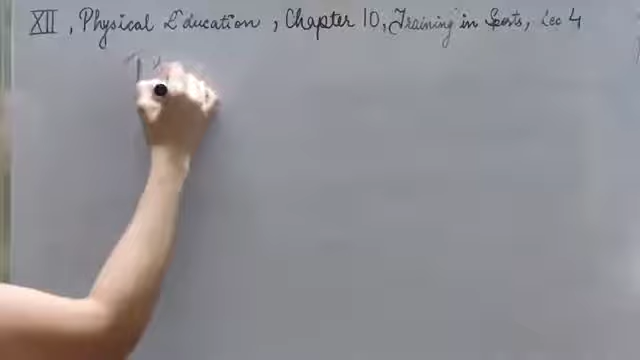 XII, Physical Education, Chapter 10, Training in Sports, Lec 4